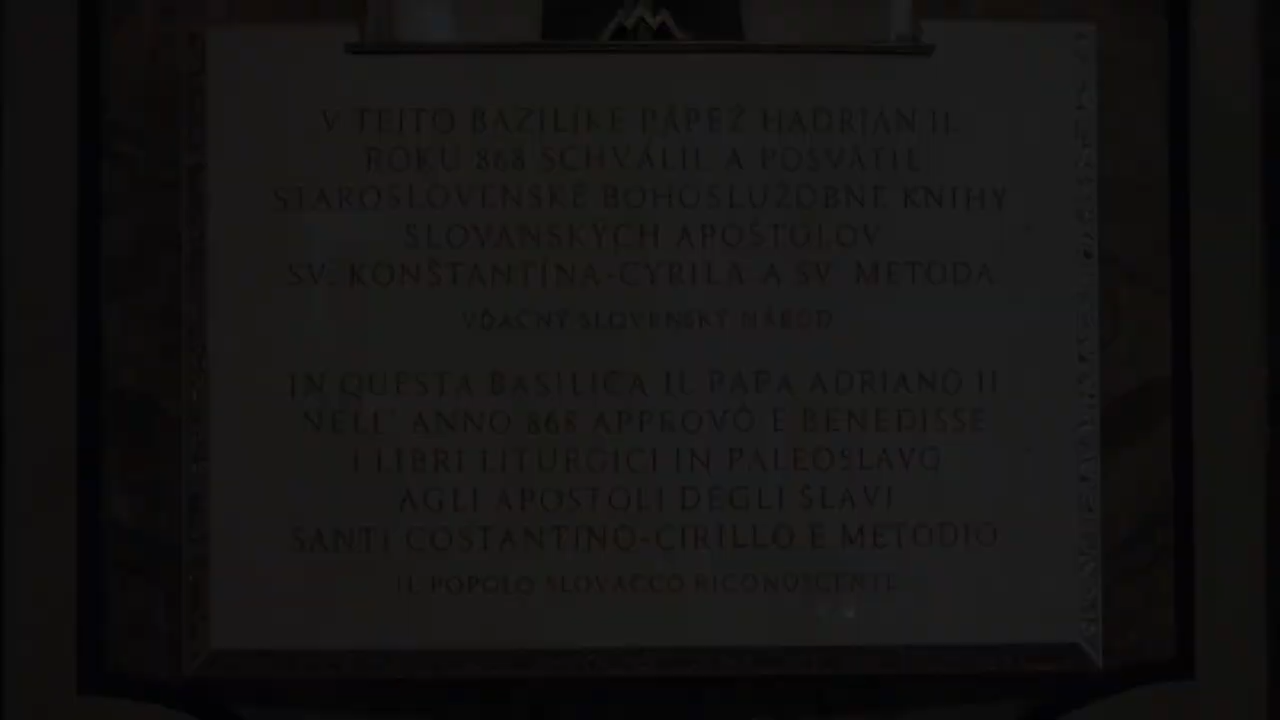 V TEJTO BAZILIKE PÁPEŽ HADRIÁN II.
ROKU 868 SCHVÁLIL A POSVÄTIL
STAROSLOVENSKÉ BOHOSLUŽOBNÉ KNIHY
SLOVANSKÝCH APOŠTOLOV
SV. KONŠTANTÍNA-CYRILA A SV. METODA
VĎAČNÝ SLOVENSKÝ NÁROD
IN QUESTA BASILICA IL PAPA ADRIANO II
NELL' ANNO 868 APPROVÒ E BENEDISSE
I LIBRI LITURGICI IN PALEOSLAVO
AGLI APOSTOLI DEGLI SLAVI
SANTI COSTANTINO-CIRILLO E METODIO
IL POPOLO SLOVACCO RICONOSCENTE